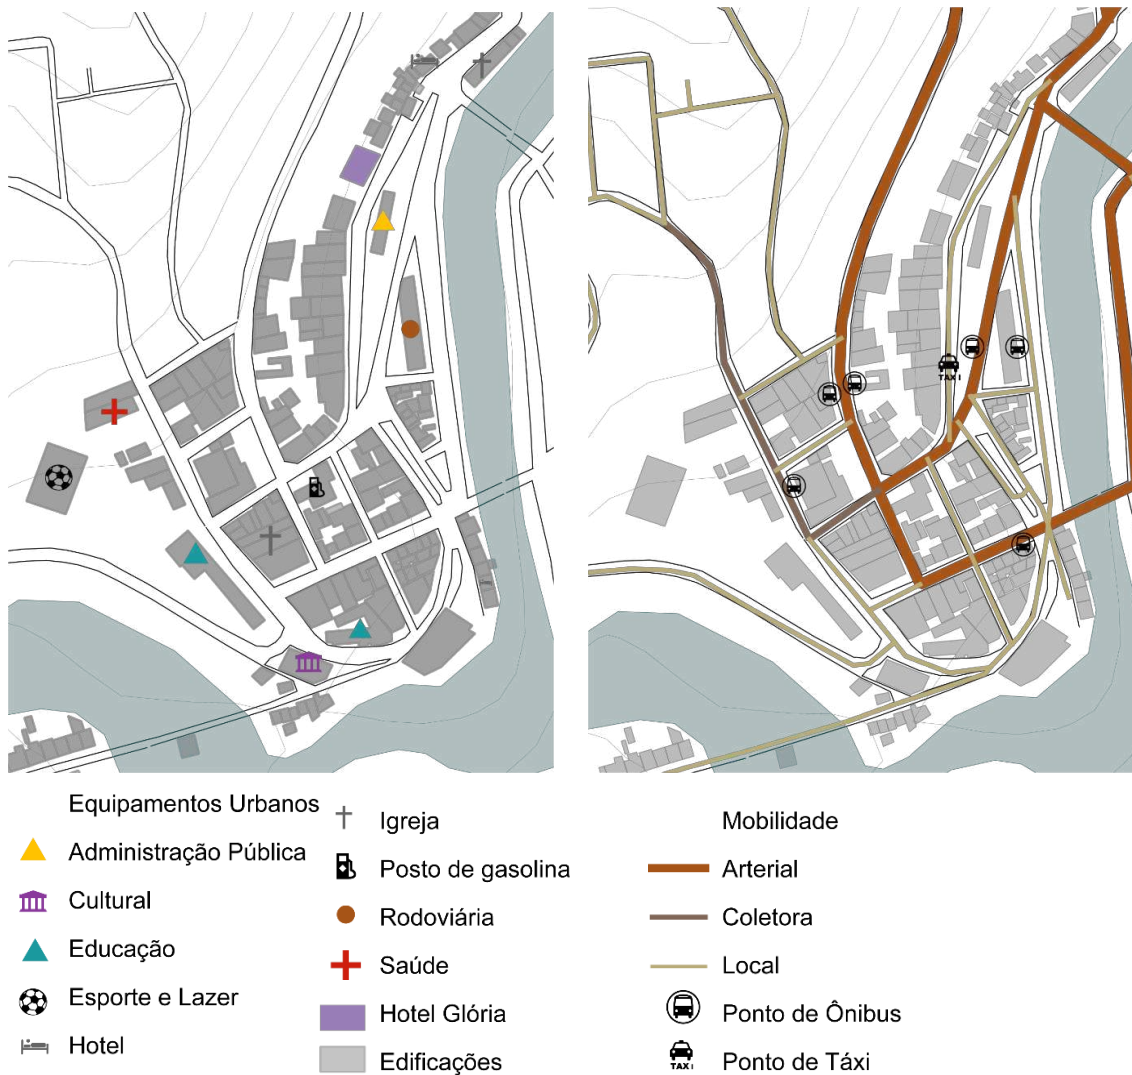 TAXI
Equipamentos Urbanos
Administração Pública
Cultural
Educação
Esporte e Lazer
Hotel
Igreja
Posto de gasolina
Rodoviária
Saúde
Hotel Glória
Edificações
Mobilidade
Arterial
Coletora
Local
Ponto de Ônibus
TAXI
Ponto de Táxi